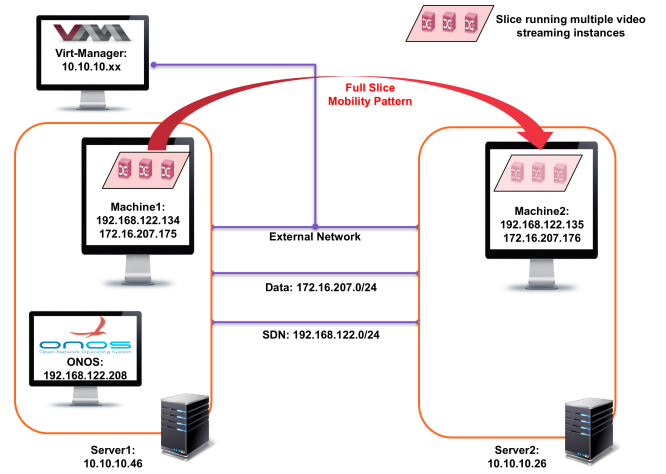 VMM
Virt-Manager:
10.10.10.xx
Slice running multiple video
streaming instances
Full Slice
Mobility Pattern
Machine1:
192.168.122.134
172.16.207.175
Machine2:
192.168.122.135
172.16.207.176
External Network
Data: 172.16.207.0/24
SDN: 192.168.122.0/24
onos
Open Network Operating System
ONOS:
192.168.122.208
Server1:
10.10.10.46
Server2:
10.10.10.26